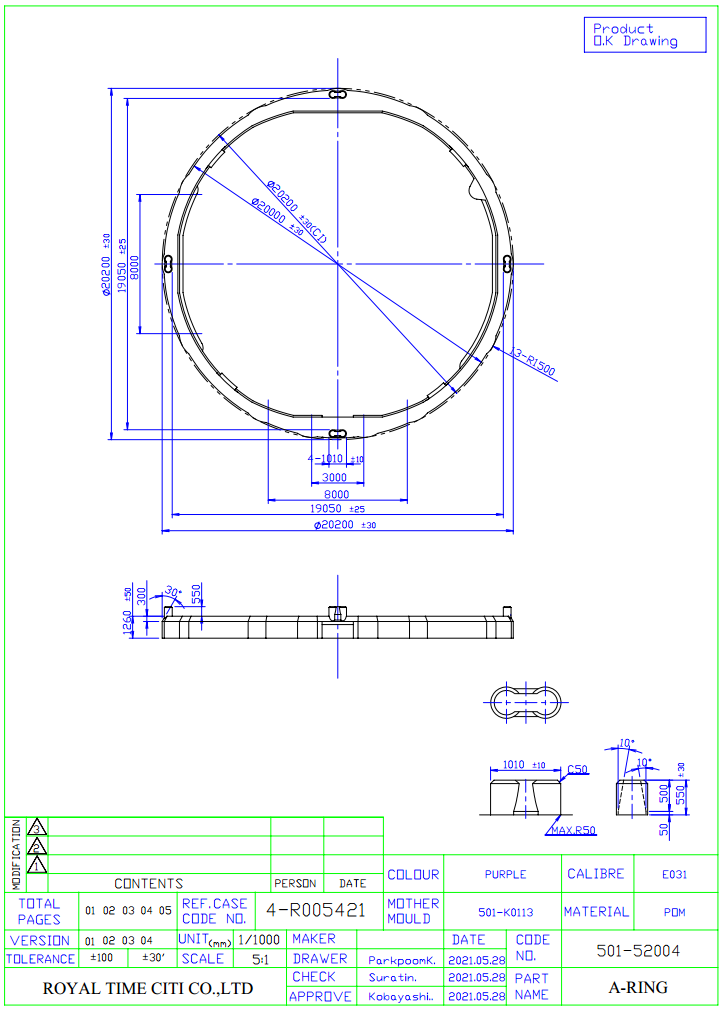 Product
O.K Drawing
⌀20200 ±30(C1)
⌀20000 ±30
⌀20200 ±30
19050 ±25
8000
13-R1500
4-1010 ±10
3000
8000
19050 ±25
⌀20200 ±30
1260 ±50
300
30°
550
1010 ±10
C50
MAX.R50
10°
10°
50
500
550 ±30
MODIFICATION
3
2
1
CONTENTS PERSON DATE
COLOUR PURPLE CALIBRE E031
TOTAL PAGES 01 02 03 04 05 REF.CASE CODE NO. 4-R005421 MOTHER MOULD 501-K0113 MATERIAL POM
VERSION 01 02 03 04 UNIT(mm) 1/1000 MAKER DATE CODE NO. 501-52004
TOLERANCE ±100 ±30' SCALE 5:1 DRAWER ParkpoomK. 2021.05.28
ROYAL TIME CITI CO.,LTD CHECK Suratin. 2021.05.28 PART NAME A-RING
APPROVE Kobayashi.. 2021.05.28